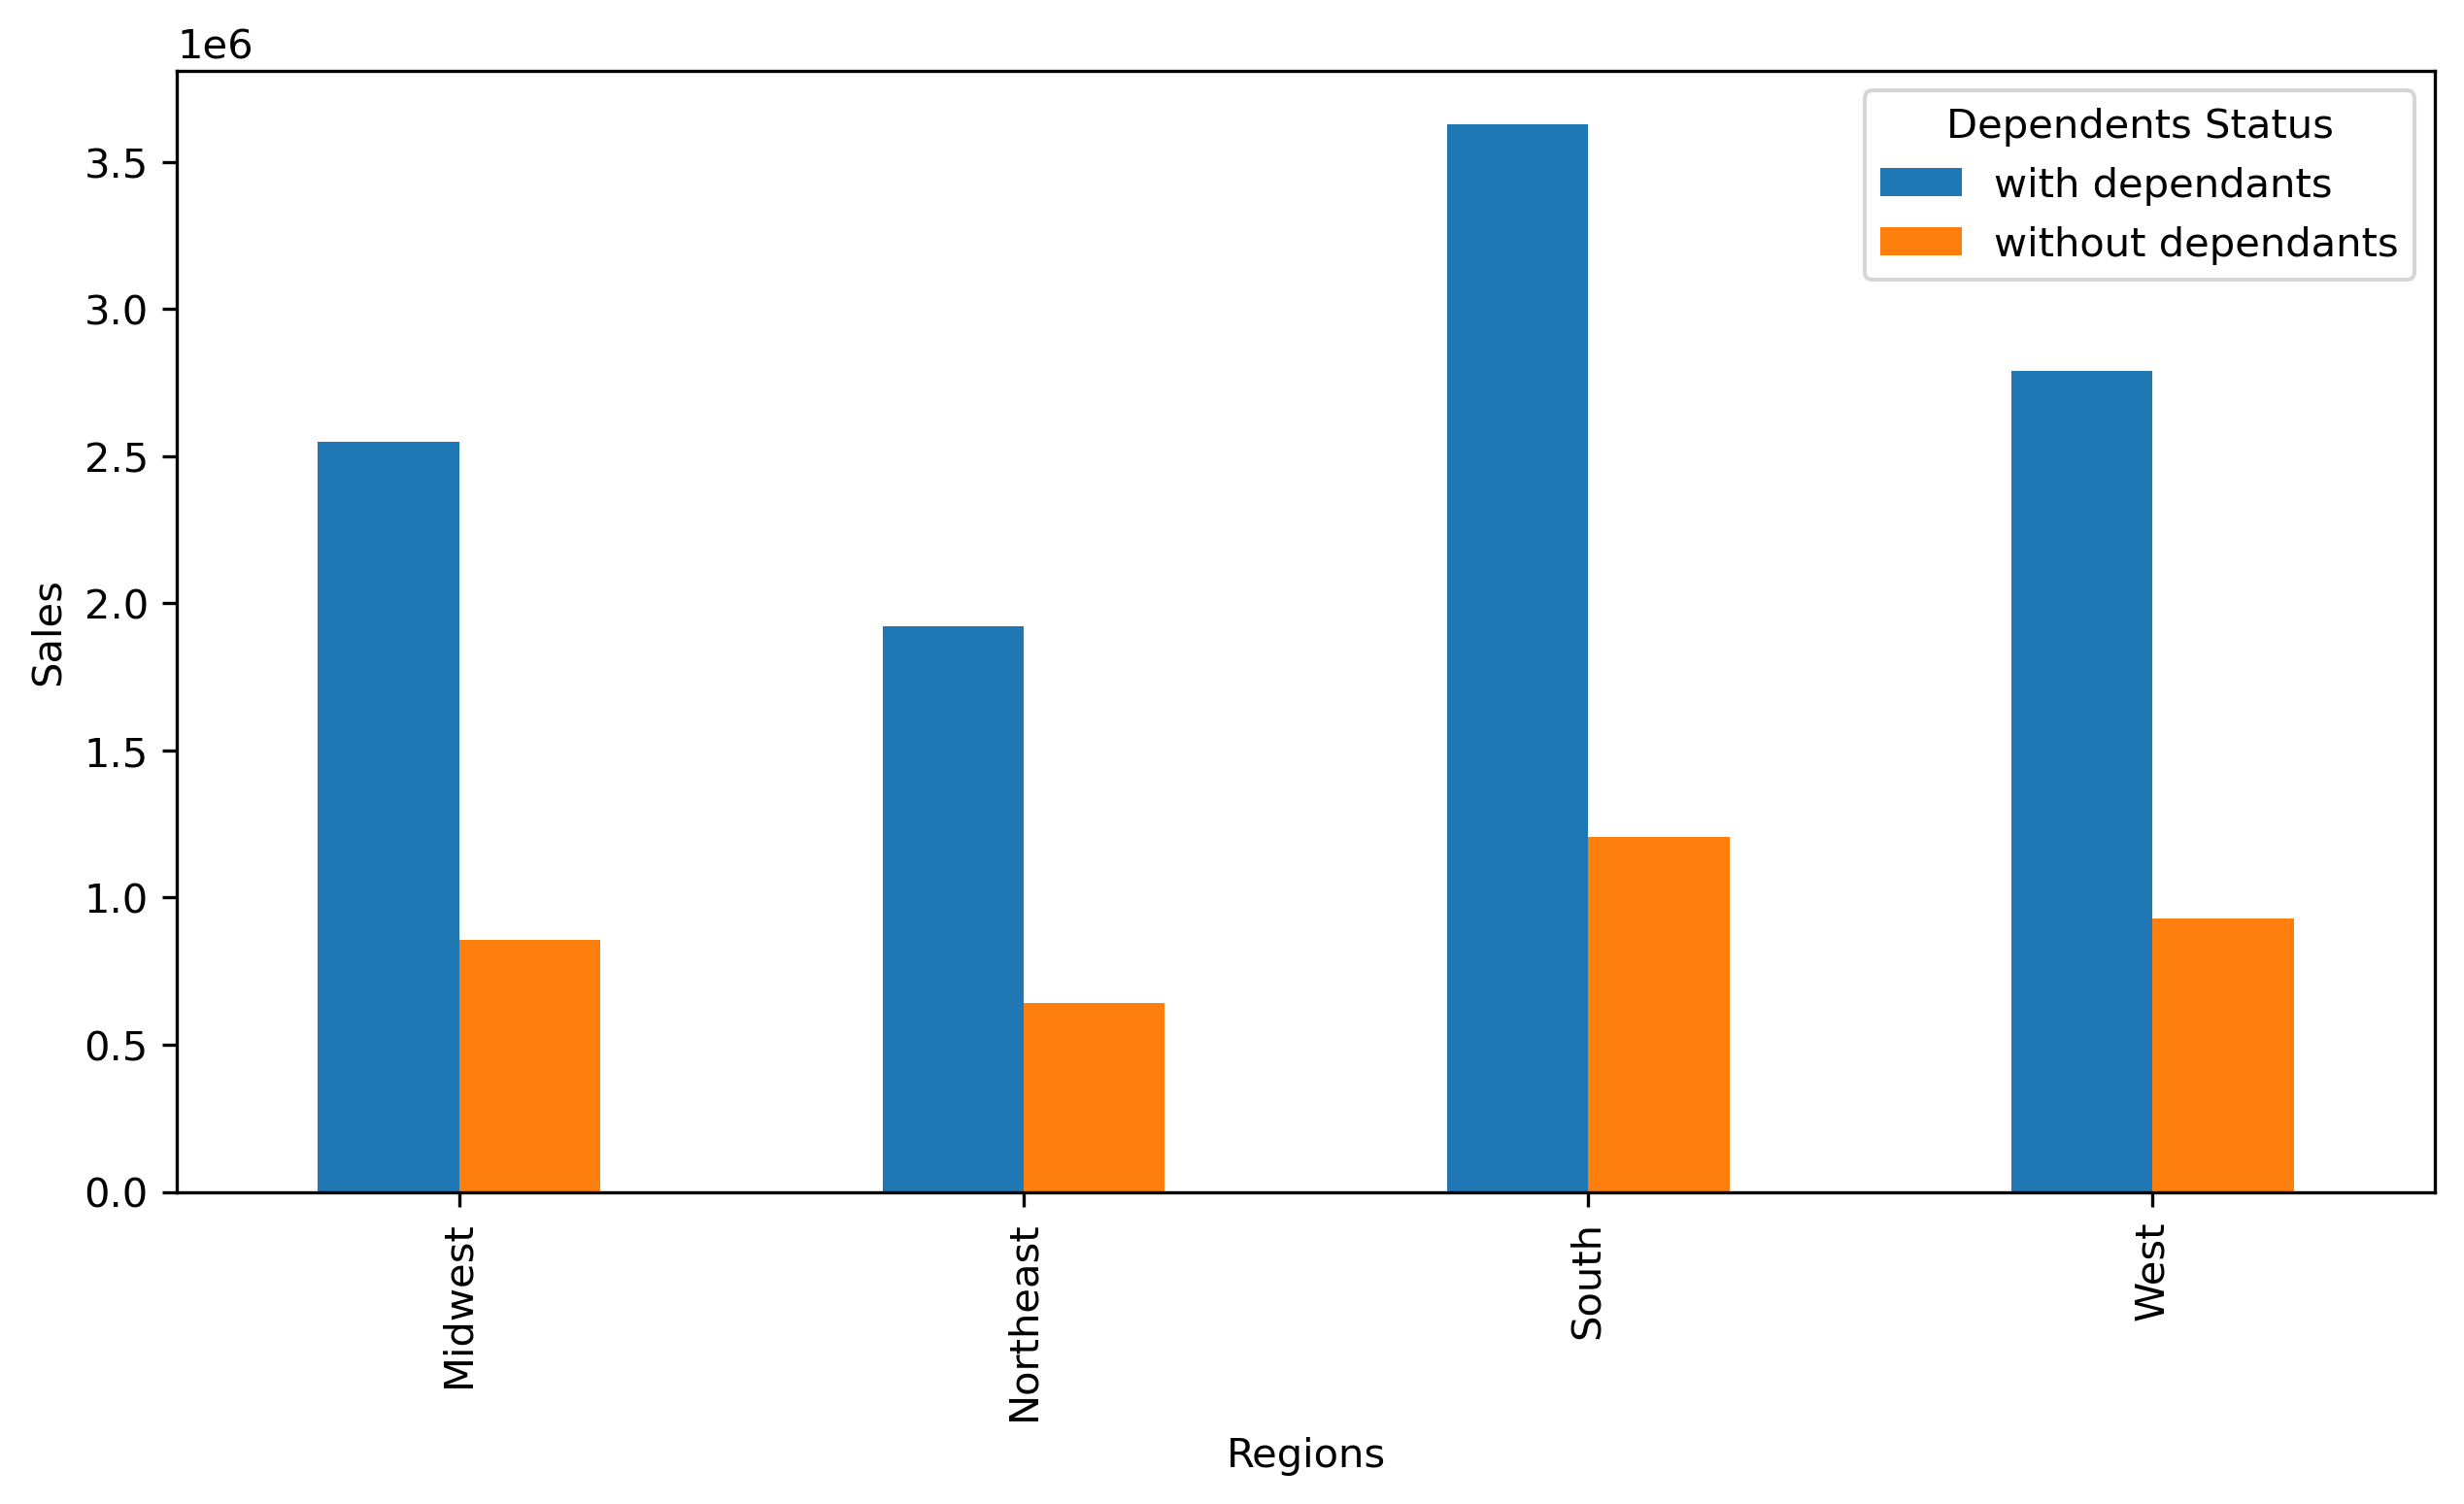 1e6
Dependents Status
with dependants
without dependants
3.5
3.0
2.5
2.0
1.5
1.0
0.5
0.0
Sales
Midwest
Northeast
South
West
Regions